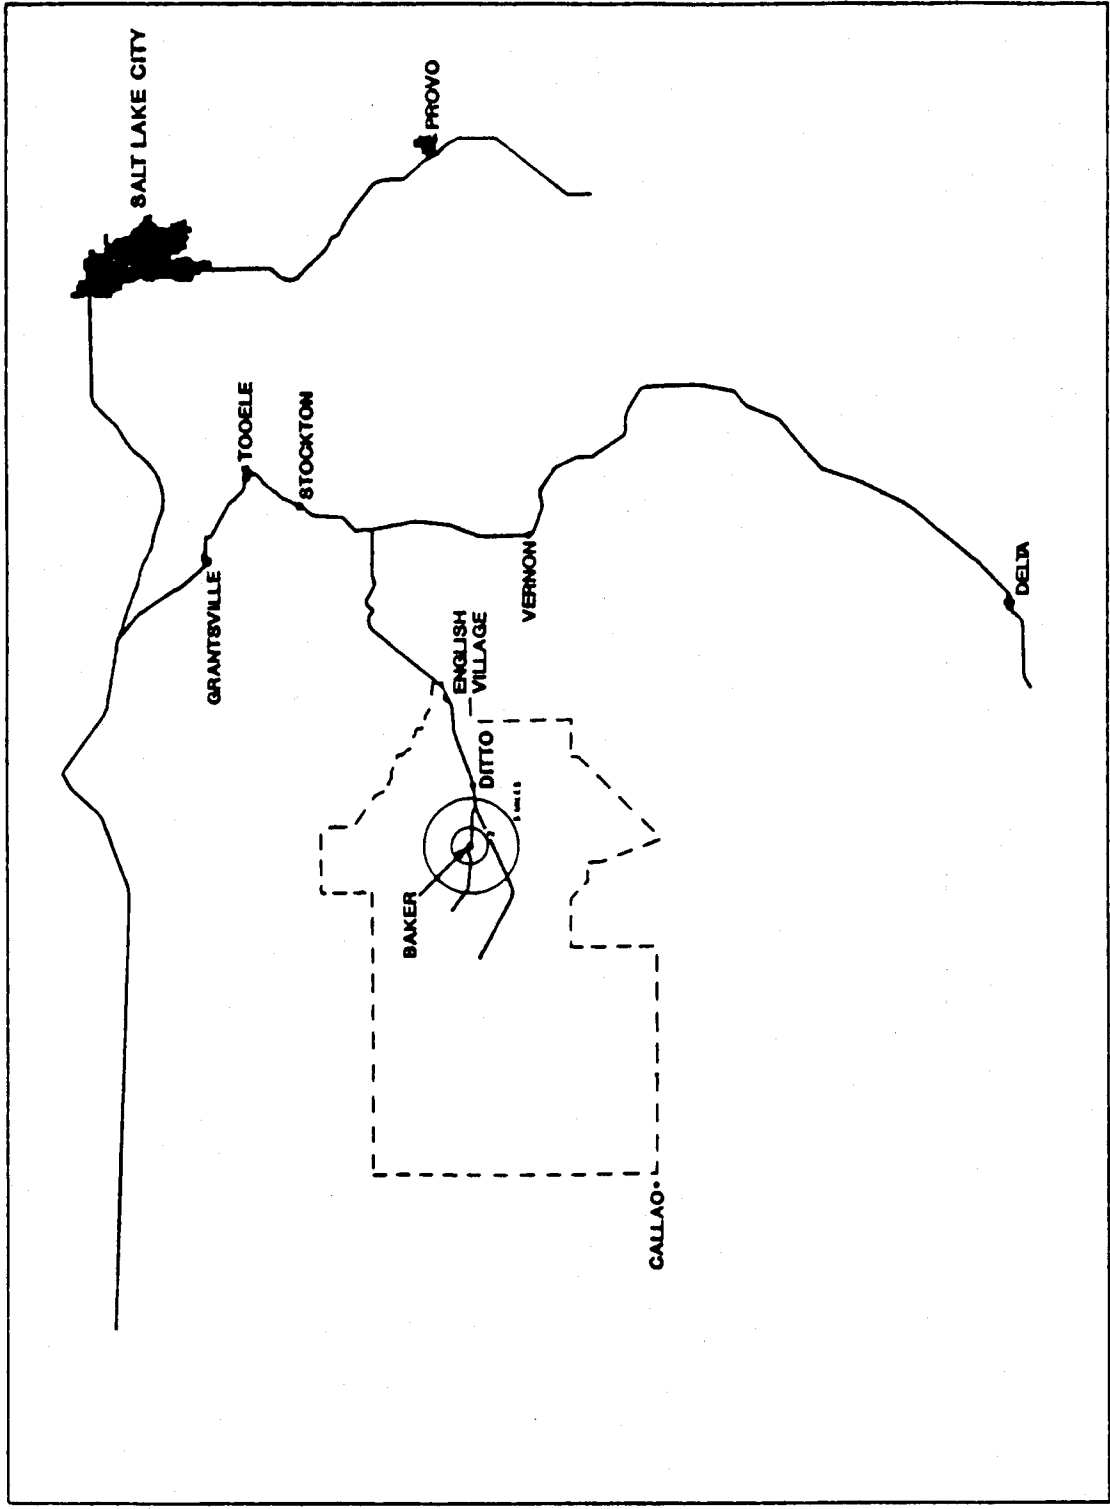 SALT LAKE CITY
PROVO
TOOELE
STOCKTON
GRANTSVILLE
ENGLISH
VILLAGE
VERNON
DELTA
DITTO
BAKER
CALLAO